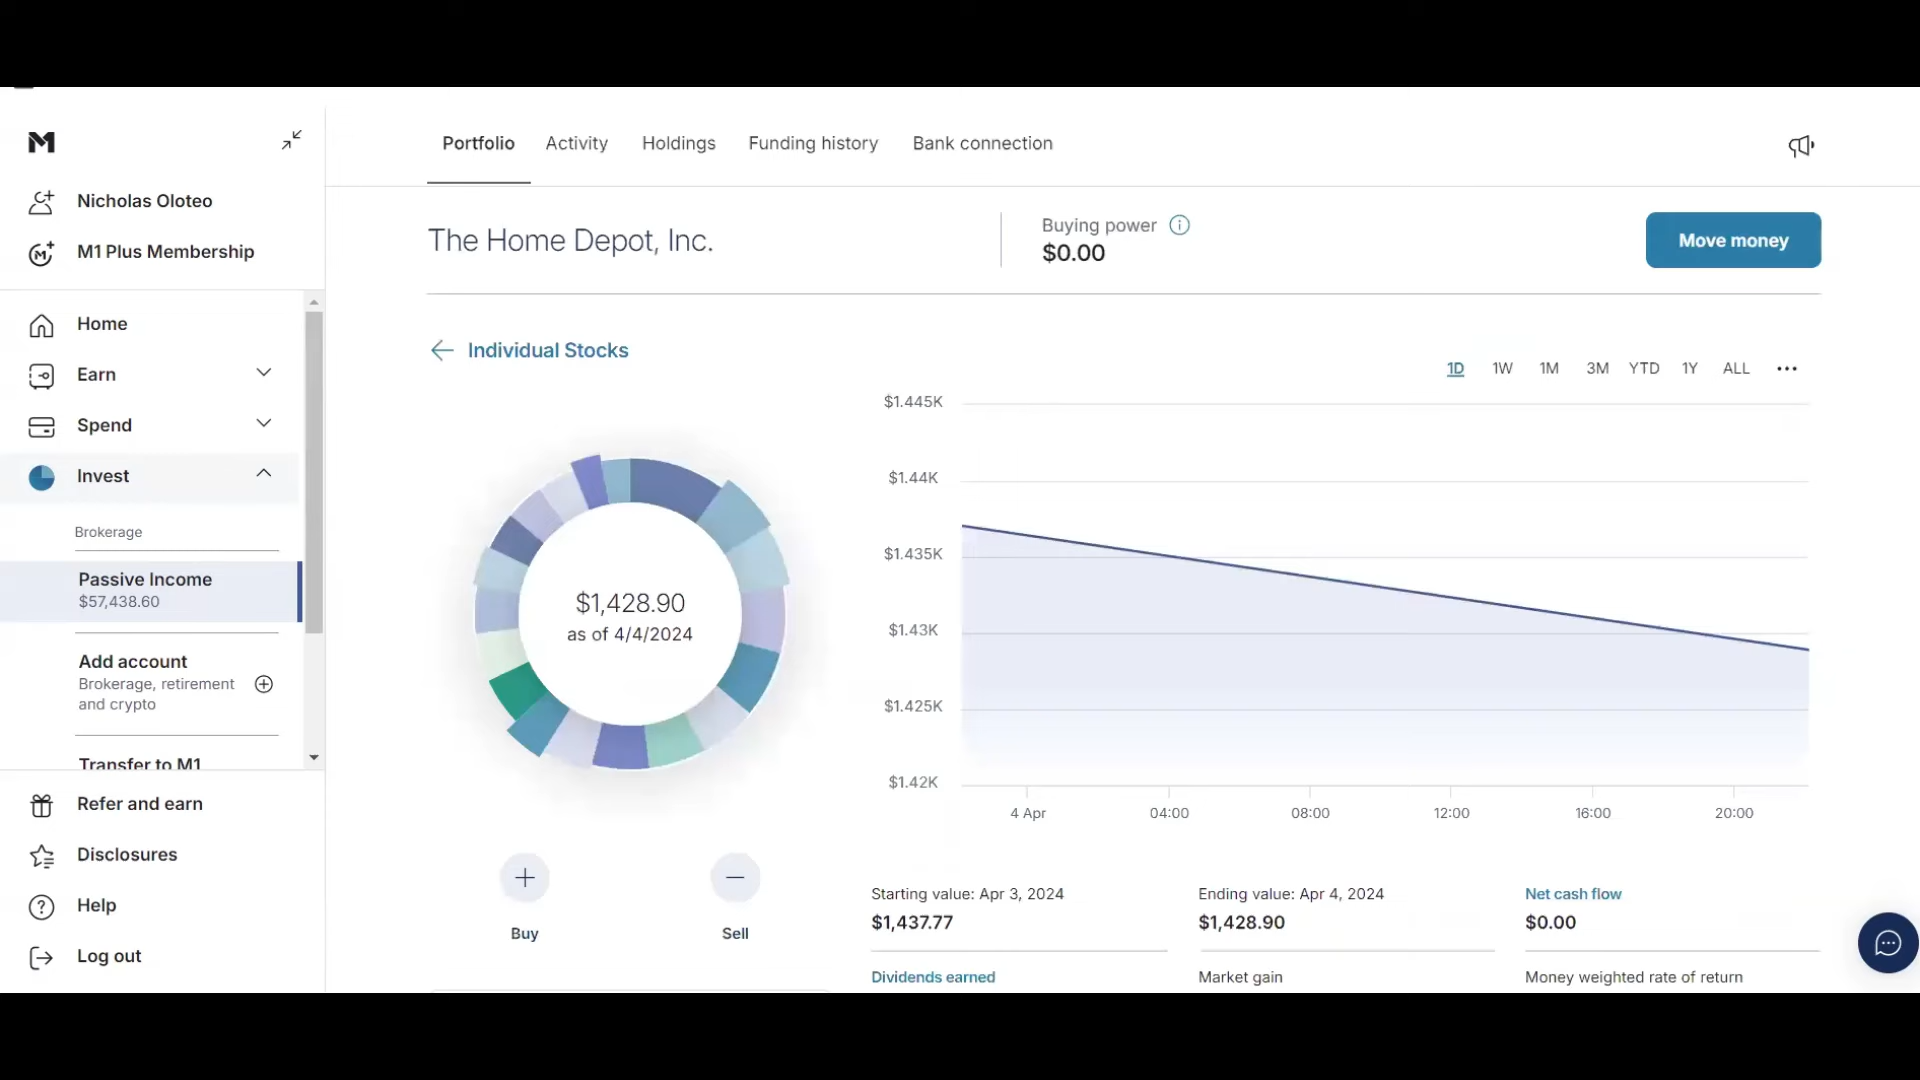 Portfolio Activity Holdings Funding history Bank connection
Nicholas Oloteo
M1 Plus Membership
The Home Depot, Inc.
Buying power
$0.00
Move money
Home
Earn
Spend
Invest
Brokerage
Passive Income
$57,438.60
Add account
Brokerage, retirement
and crypto
Transfer to M1
Refer and earn
Disclosures
Help
Log out
Individual Stocks
1D 1W 1M 3M YTD 1Y ALL
$1.445K
$1.44K
$1.435K
$1.43K
$1.425K
$1.42K
4 Apr 04:00 08:00 12:00 16:00 20:00
$1,428.90
as of 4/4/2024
Buy
Sell
Starting value: Apr 3, 2024
$1,437.77
Ending value: Apr 4, 2024
$1,428.90
Net cash flow
$0.00
Dividends earned
Market gain
Money weighted rate of return